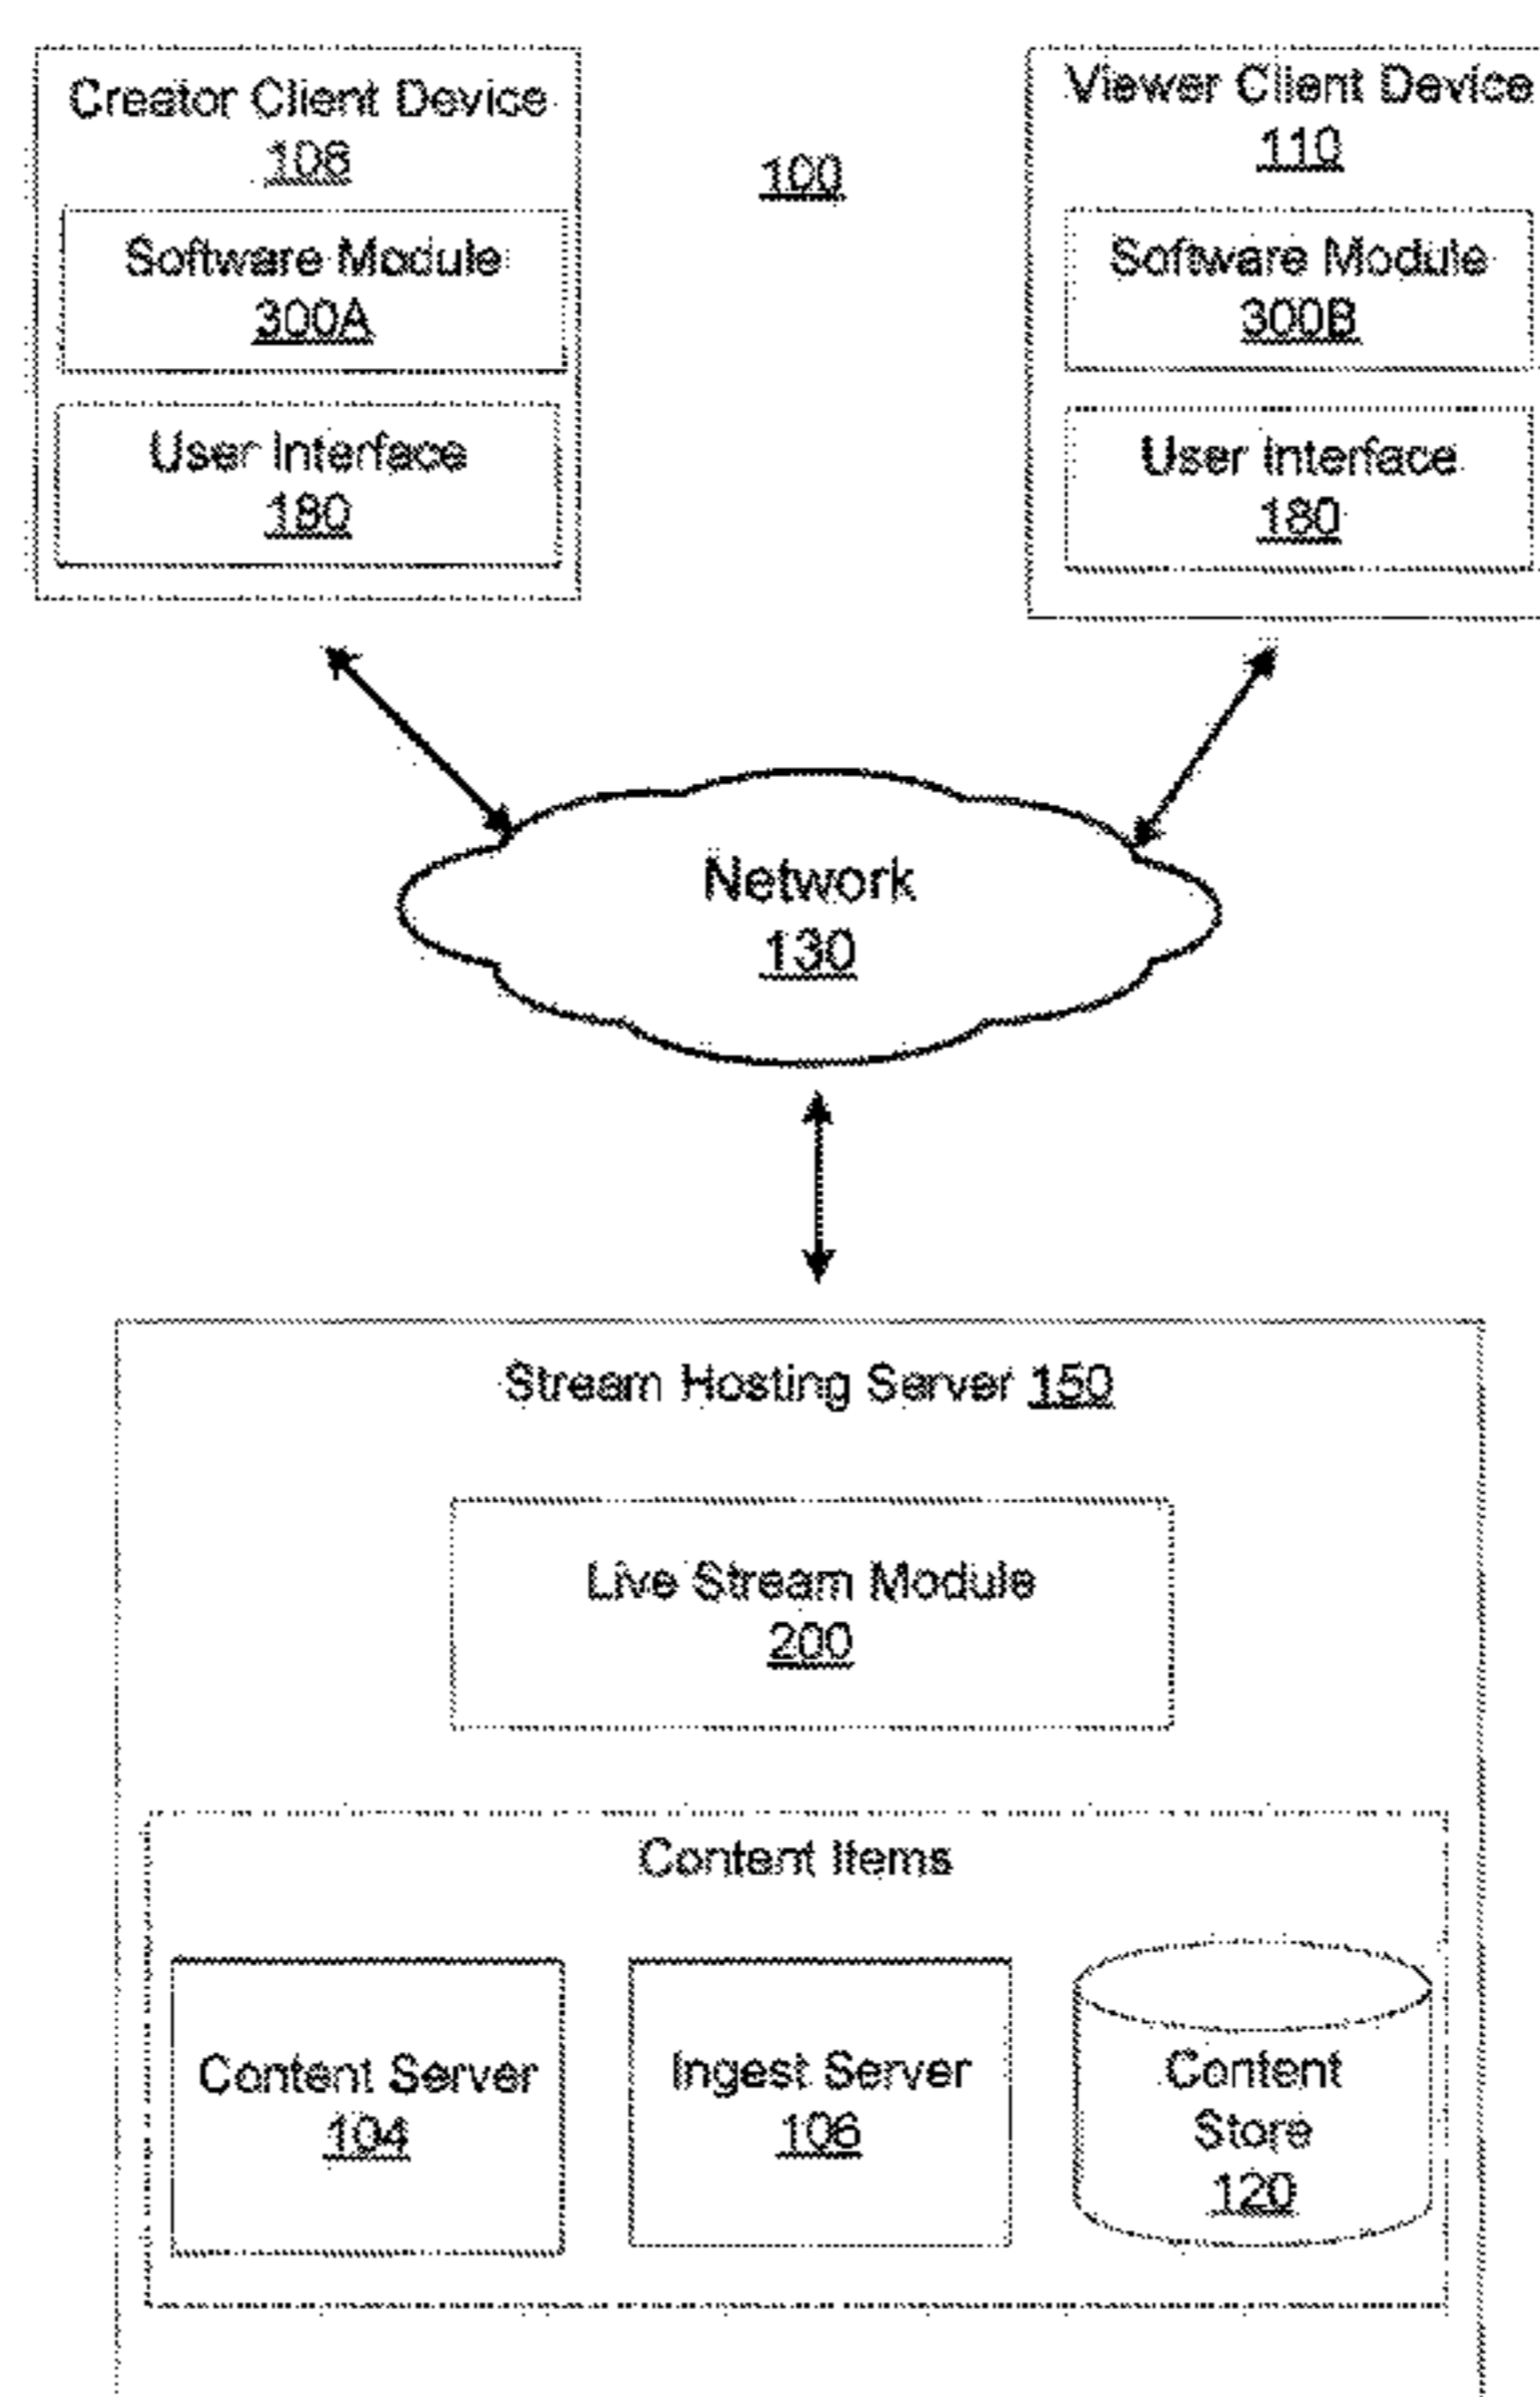 Creator Client Device
108
Software Module
300A
User Interface
180
100
Viewer Client Device
110
Software Module
300B
User Interface
180
Network
130
Stream Hosting Server 150
Live Stream Module
200
Content Items
Content Server
104
Ingest Server
106
Content
Store
120